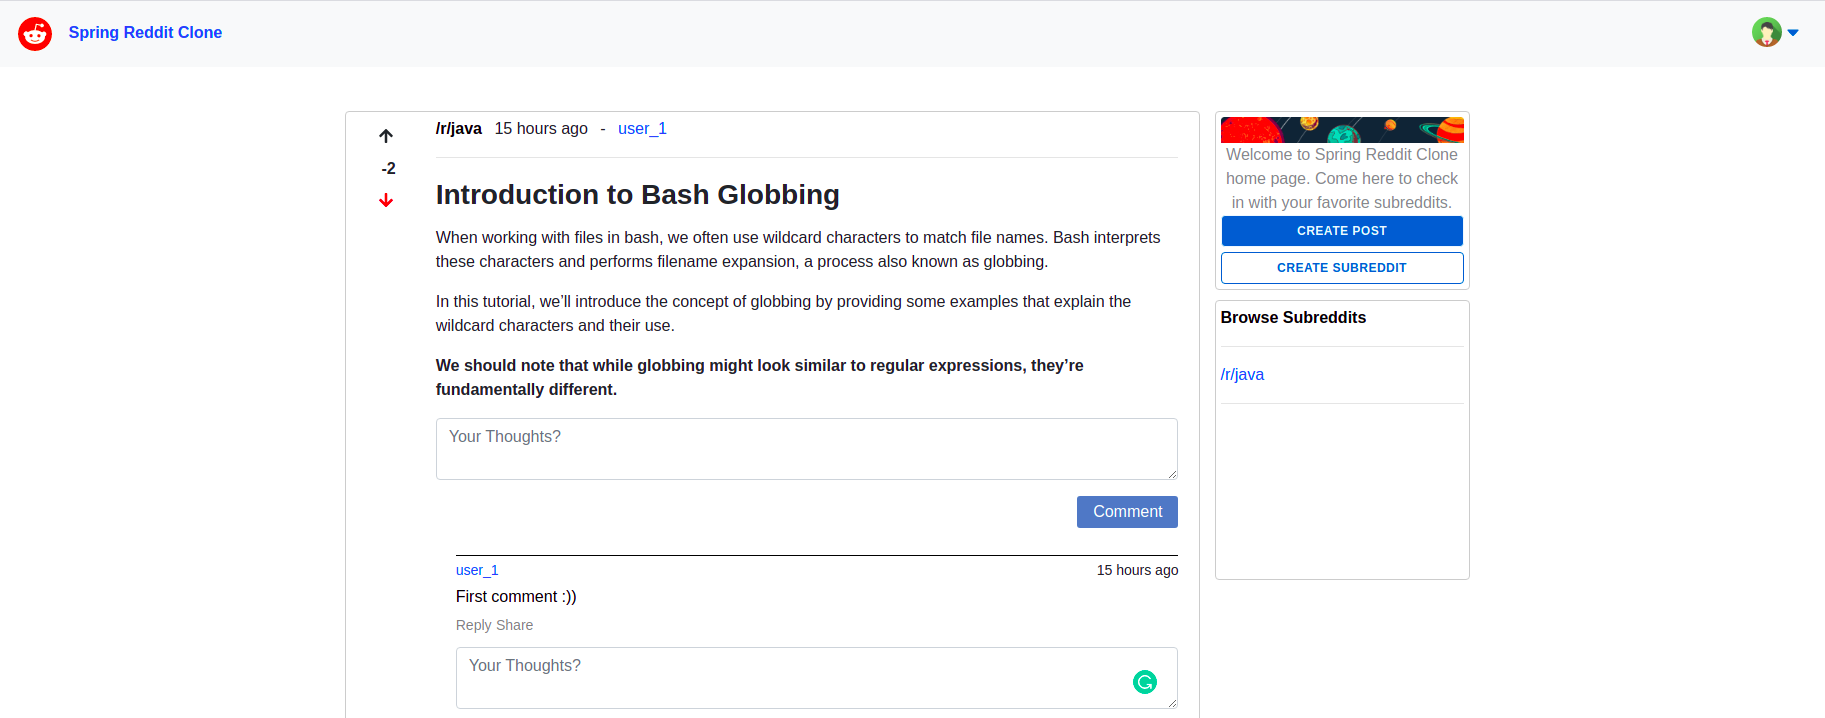 Spring Reddit Clone
/r/java 15 hours ago - user_1
-2
Introduction to Bash Globbing
When working with files in bash, we often use wildcard characters to match file names. Bash interprets
these characters and performs filename expansion, a process also known as globbing.
In this tutorial, we’ll introduce the concept of globbing by providing some examples that explain the
wildcard characters and their use.
We should note that while globbing might look similar to regular expressions, they’re
fundamentally different.
Your Thoughts?
Comment
user_1 15 hours ago
First comment :))
Reply Share
Your Thoughts?
Welcome to Spring Reddit Clone
home page. Come here to check
in with your favorite subreddits.
CREATE POST
CREATE SUBREDDIT
Browse Subreddits
/r/java